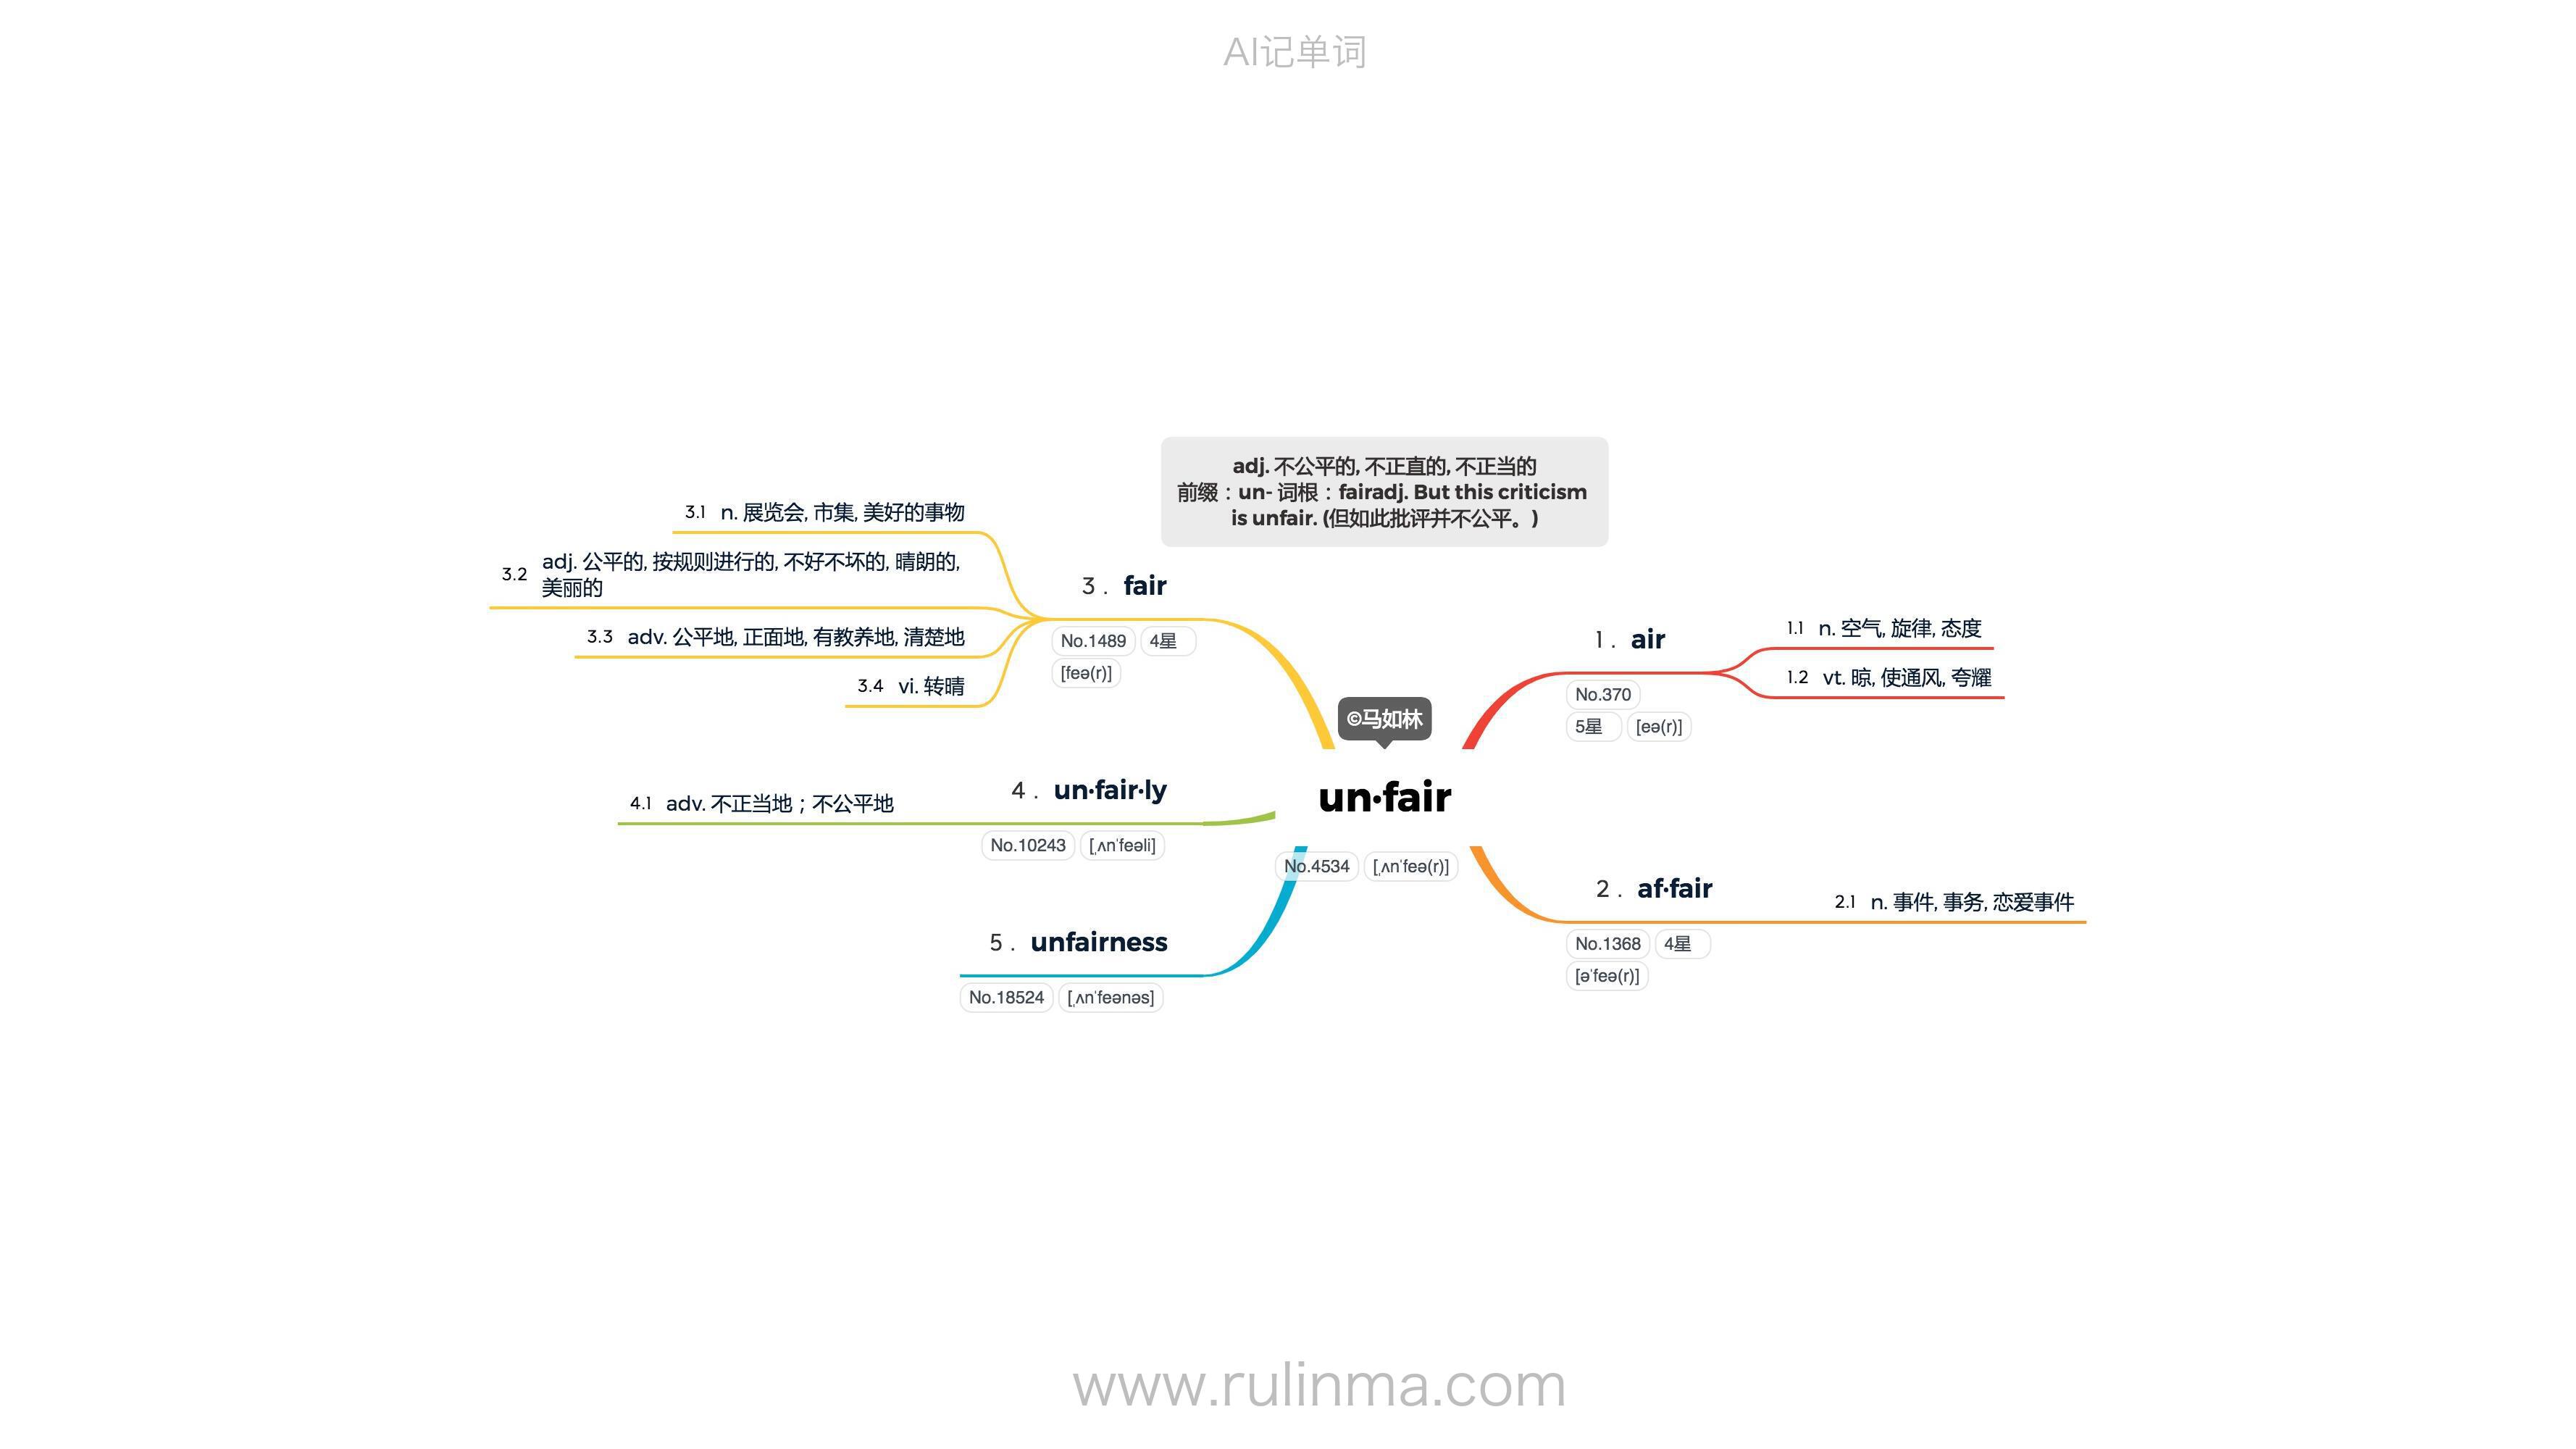 AI记单词
adj. 不公平的, 不正直的, 不正当的
前缀：un- 词根：fairadj. But this criticism
is unfair. (但如此批评并不公平。)
©马如林
un·fair
No.4534 [ˌʌnˈfeə(r)]
1. air
No.370
5星 [eə(r)]
1.1 n. 空气, 旋律, 态度
1.2 vt. 晾, 使通风, 夸耀
2. af·fair
No.1368 4星
[əˈfeə(r)]
2.1 n. 事件, 事务, 恋爱事件
3. fair
No.1489 4星
[feə(r)]
3.1 n. 展览会, 市集, 美好的事物
3.2 adj. 公平的, 按规则进行的, 不好不坏的, 晴朗的,
美丽的
3.3 adv. 公平地, 正面地, 有教养地, 清楚地
3.4 vi. 转晴
4. un·fair·ly
No.10243 [ˌʌnˈfeəli]
4.1 adv. 不正当地；不公平地
5. unfairness
No.18524 [ˌʌnˈfeənəs]
www.rulinma.com